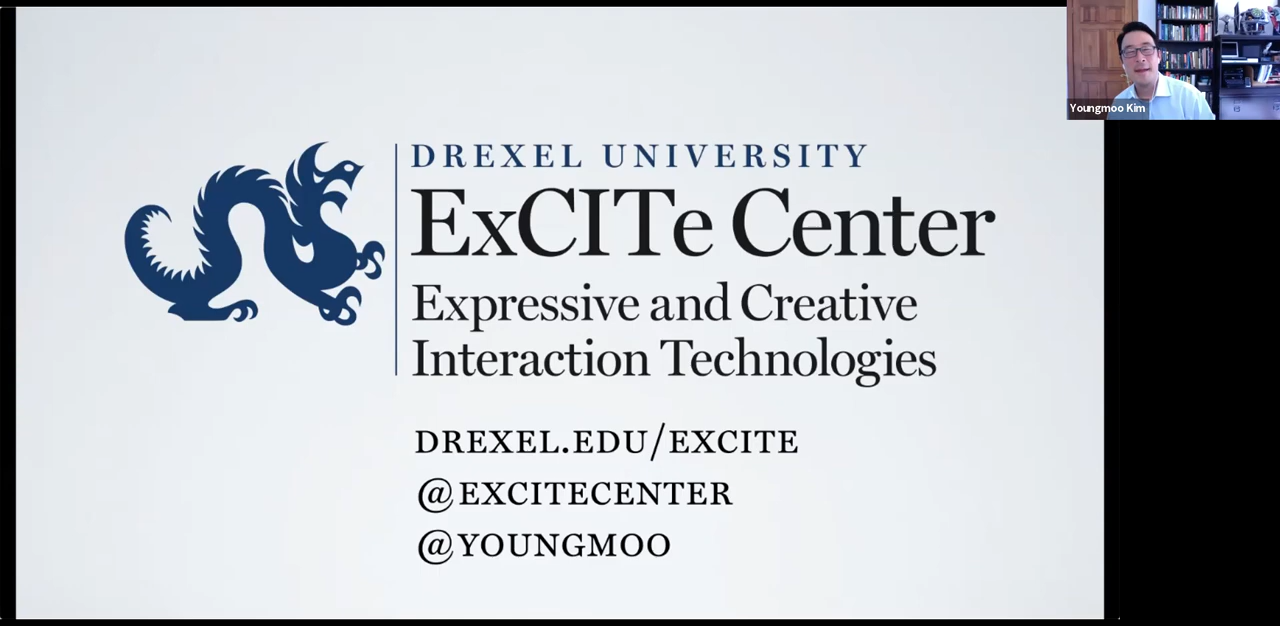 DREXEL UNIVERSITY
ExCITe Center
Expressive and Creative
Interaction Technologies
DREXEL.EDU/EXCITE
@EXCITECENTER
@YOUNGMOO
Youngmoo Kim